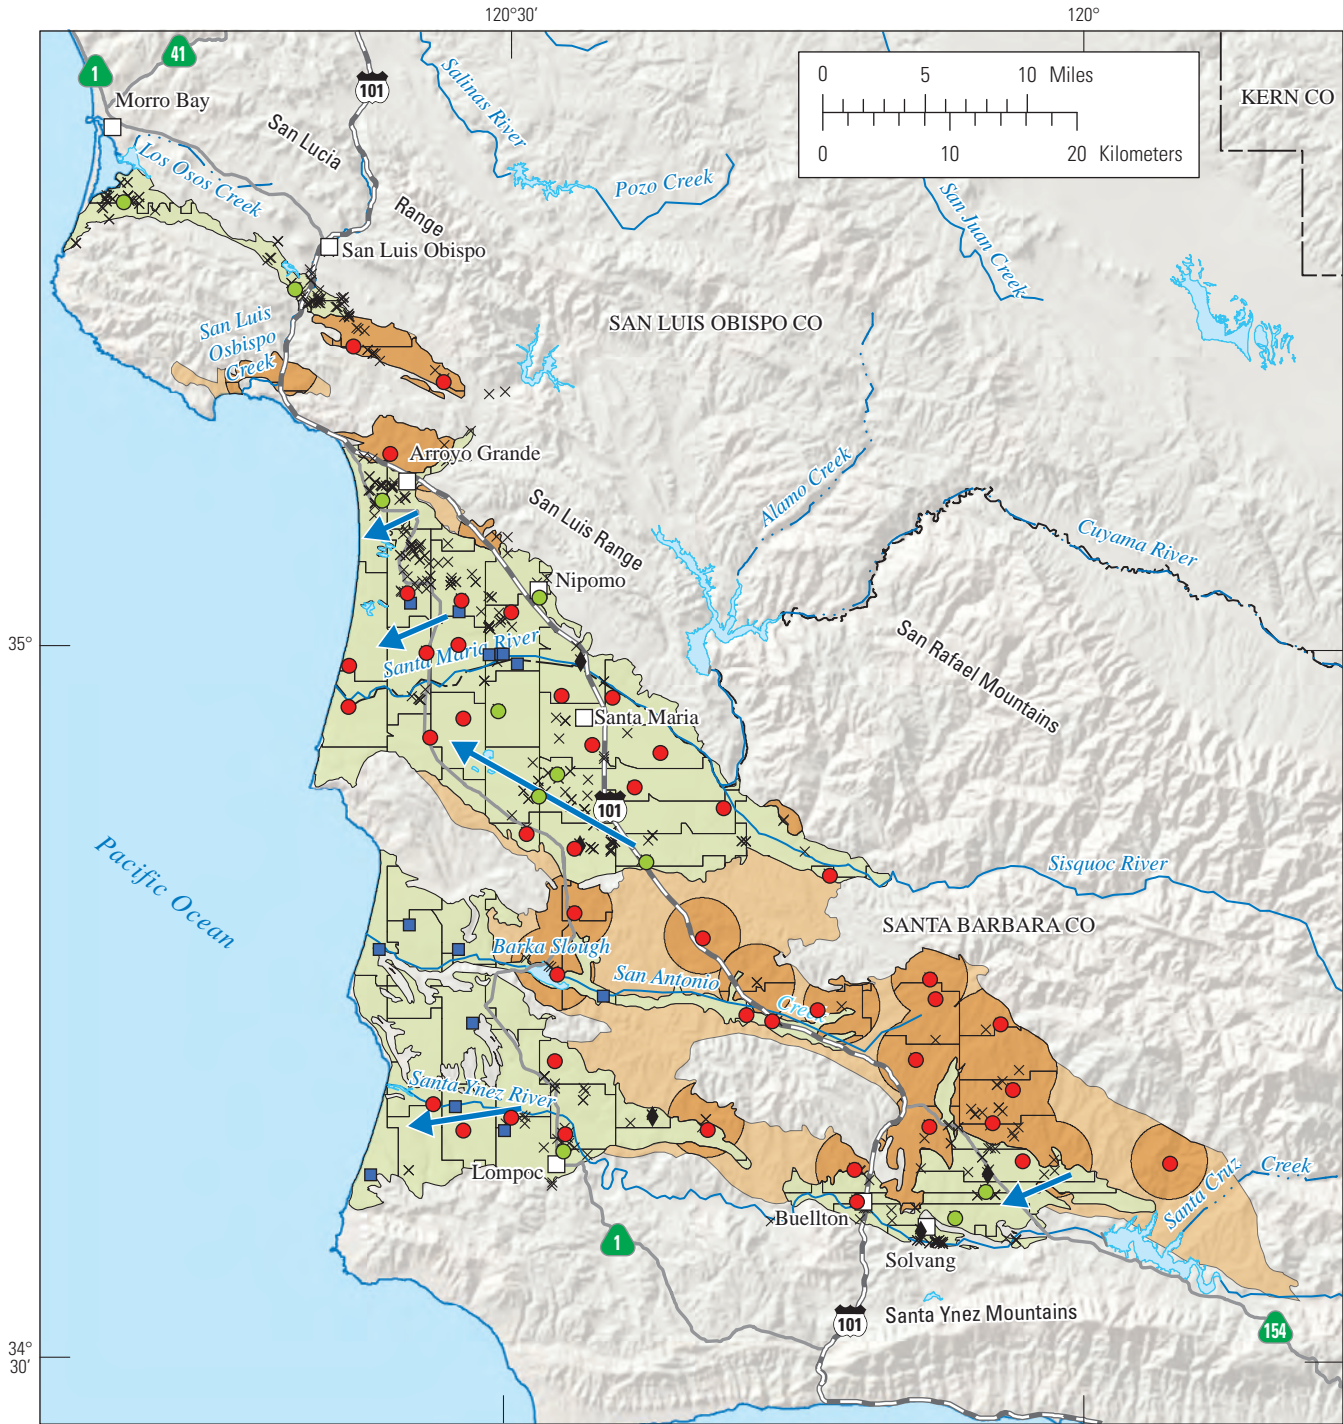 120°30'
120°
41
1
101
Morro Bay
San Lucia
Range
Salinas River
0 5 10 Miles
0 10 20 Kilometers
KERN CO
Los Osos Creek
Pozo Creek
San Juan Creek
San Luis Obispo
San Luis
Osbispo
Creek
SAN LUIS OBISPO CO
Arroyo Grande
San Luis Range
Alamo Creek
Cuyama River
Nipomo
35°
Santa Maria River
San Rafael Mountains
Santa Maria
101
Pacific Ocean
Sisquoc River
SANTA BARBARA CO
Barka Slough
San Antonio
Creek
Santa Ynez River
Lompoc
Santa Cruz
Creek
Buellton
Solvang
1
101
Santa Ynez Mountains
154
34°
30'